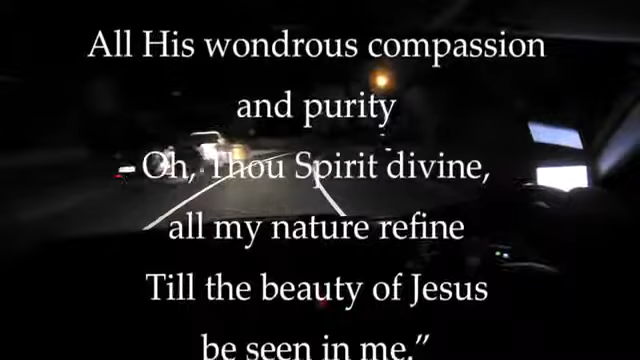 All His wondrous compassion
and purity
Oh, Thou Spirit divine,
all my nature refine
Till the beauty of Jesus
be seen in me.”